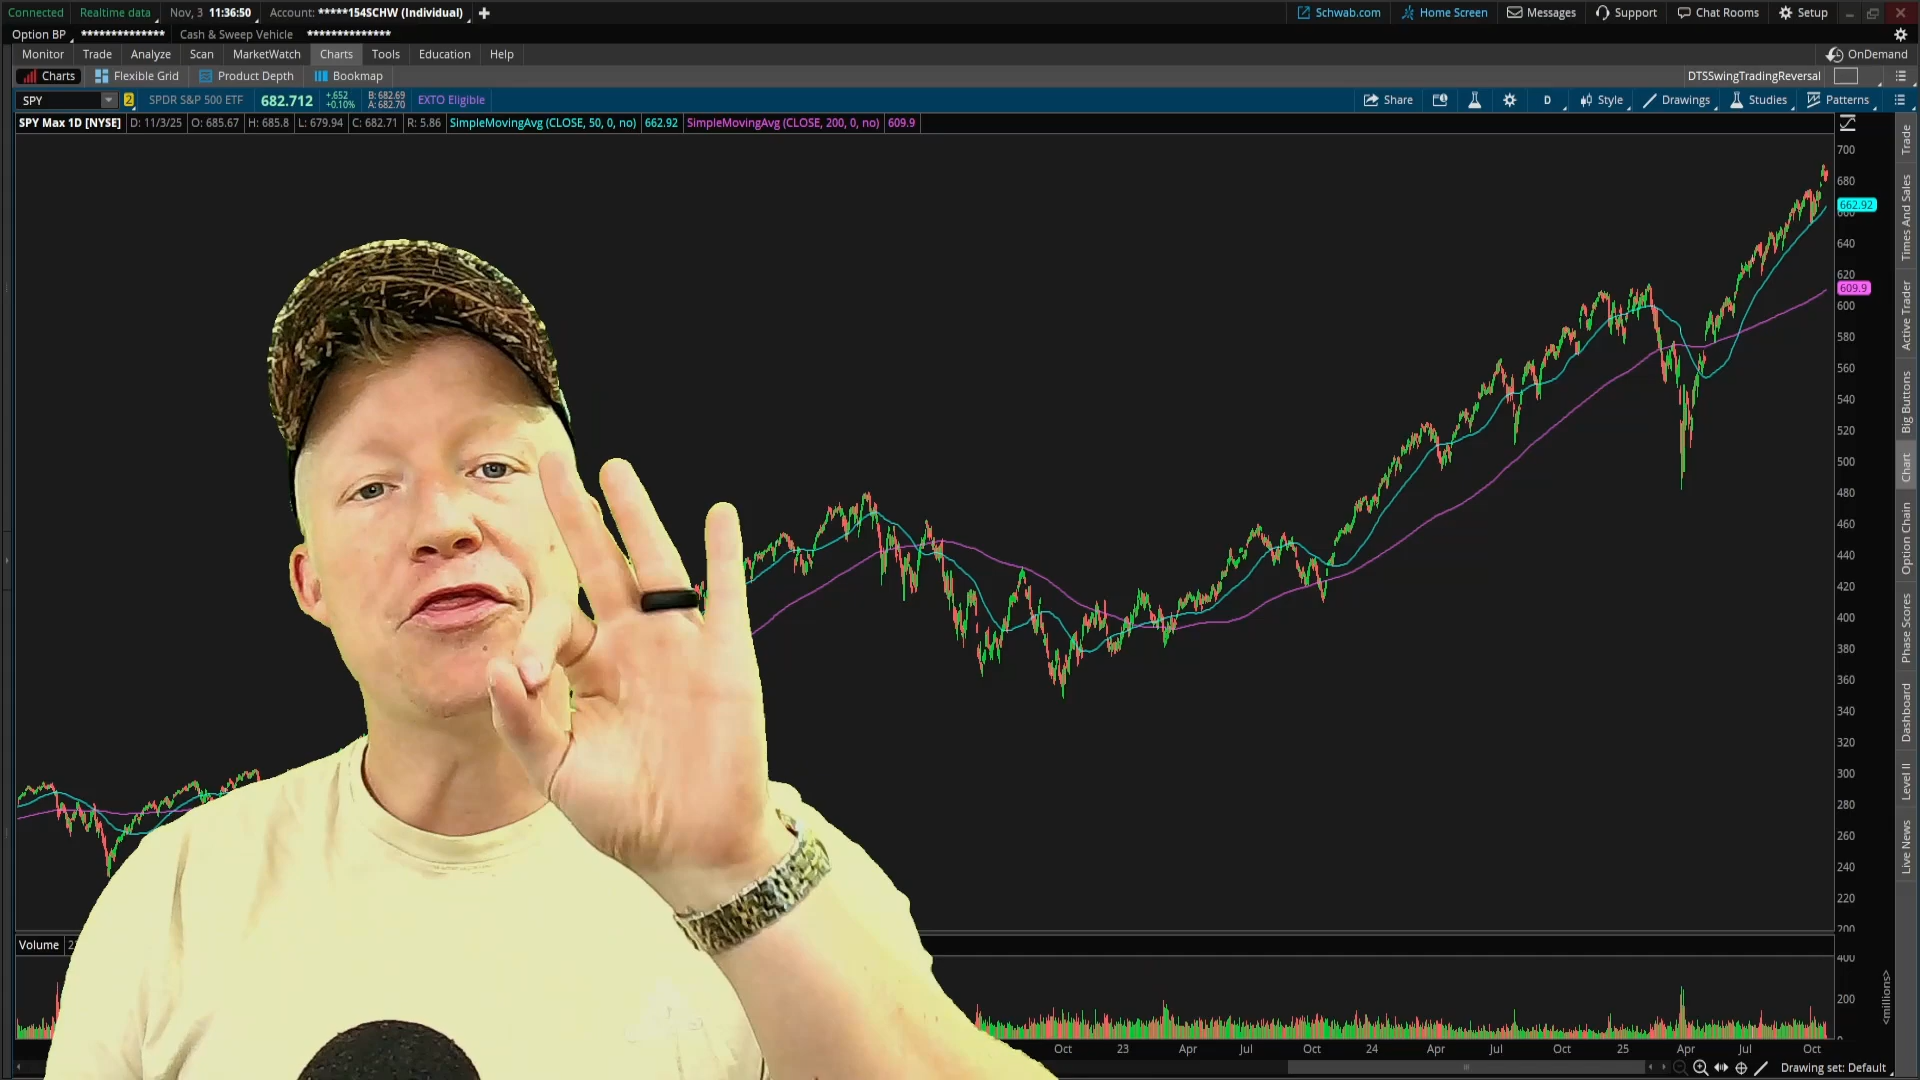 Connected Realtime data Nov, 3 11:36:50 Account: *****154SCHW (Individual) Schwab.com Home Screen Messages Support Chat Rooms Setup
Option BP ************** Cash & Sweep Vehicle **************
Monitor Trade Analyze Scan MarketWatch Charts Tools Education Help OnDemand
Charts Flexible Grid Product Depth Bookmap DTSSwingTradingReversal
SPY 2 SPDR S&P 500 ETF 682.712 +.652 +0.10% B: 682.69 A: 682.70 EXTO Eligible Share D Style Drawings Studies Patterns
SPY Max 1D [NYSE] D: 11/3/25 O: 685.67 H: 685.8 L: 679.94 C: 682.71 R: 5.86 SimpleMovingAvg (CLOSE, 50, 0, no) 662.92 SimpleMovingAvg (CLOSE, 200, 0, no) 609.9
700
680
662.92
660
640
620
609.9
600
580
560
540
520
500
480
460
440
420
400
380
360
340
320
300
280
260
240
220
200
Volume
400
200
<millions>
Oct 23 Apr Jul Oct 24 Apr Jul Oct 25 Apr Jul Oct
Drawing set: Default
Trade
Times And Sales
Active Trader
Big Buttons
Chart
Option Chain
Phase Scores
Dashboard
Level II
Live News